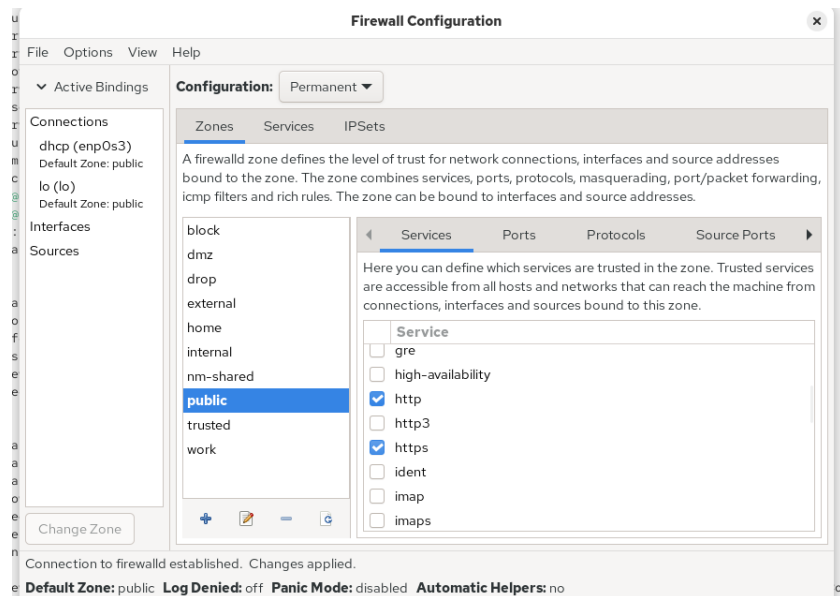 Firewall Configuration
File Options View Help
Active Bindings
Configuration: Permanent
Connections
dhcp (enp0s3)
Default Zone: public
lo (lo)
Default Zone: public
Interfaces
Sources
Change Zone
Zones Services IPSets
A firewalld zone defines the level of trust for network connections, interfaces and source addresses
bound to the zone. The zone combines services, ports, protocols, masquerading, port/packet forwarding,
icmp filters and rich rules. The zone can be bound to interfaces and source addresses.
block
dmz
drop
external
home
internal
nm-shared
public
trusted
work
Services Ports Protocols Source Ports
Here you can define which services are trusted in the zone. Trusted services
are accessible from all hosts and networks that can reach the machine from
connections, interfaces and sources bound to this zone.
Service
gre
high-availability
http
http3
https
ident
imap
imaps
Connection to firewalld established. Changes applied.
Default Zone: public Log Denied: off Panic Mode: disabled Automatic Helpers: no